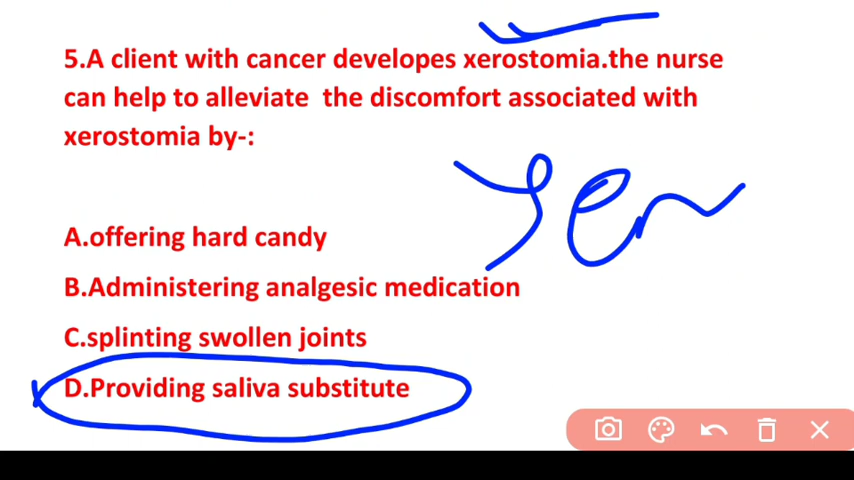 5.A client with cancer developes xerostomia.the nurse
can help to alleviate the discomfort associated with
xerostomia by-:
A.offering hard candy
B.Administering analgesic medication
C.splinting swollen joints
D.Providing saliva substitute